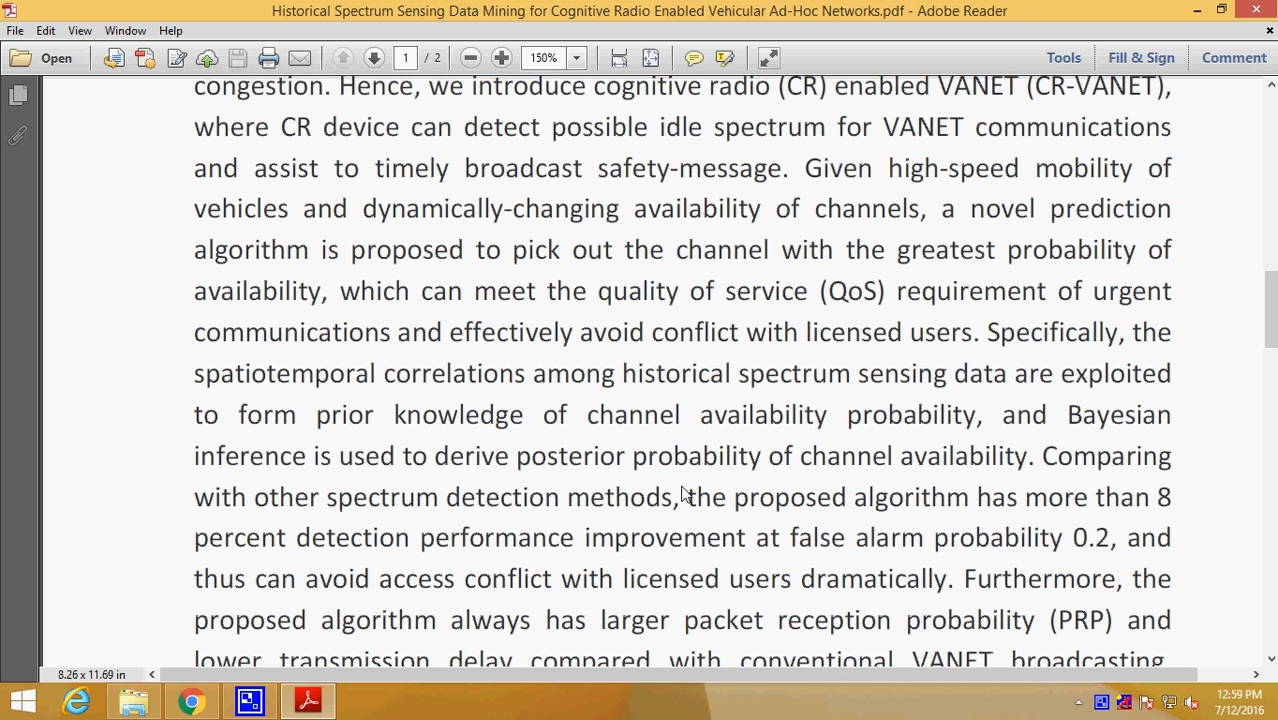 Historical Spectrum Sensing Data Mining for Cognitive Radio Enabled Vehicular Ad-Hoc Networks.pdf - Adobe Reader
File Edit View Window Help
Open 1 / 2 150% Tools Fill & Sign Comment
congestion. Hence, we introduce cognitive radio (CR) enabled VANET (CR-VANET),
where CR device can detect possible idle spectrum for VANET communications
and assist to timely broadcast safety-message. Given high-speed mobility of
vehicles and dynamically-changing availability of channels, a novel prediction
algorithm is proposed to pick out the channel with the greatest probability of
availability, which can meet the quality of service (QoS) requirement of urgent
communications and effectively avoid conflict with licensed users. Specifically, the
spatiotemporal correlations among historical spectrum sensing data are exploited
to form prior knowledge of channel availability probability, and Bayesian
inference is used to derive posterior probability of channel availability. Comparing
with other spectrum detection methods, the proposed algorithm has more than 8
percent detection performance improvement at false alarm probability 0.2, and
thus can avoid access conflict with licensed users dramatically. Furthermore, the
proposed algorithm always has larger packet reception probability (PRP) and
lower transmission delay compared with conventional VANET broadcasting.
8.26 x 11.69 in
12:59 PM
7/12/2016